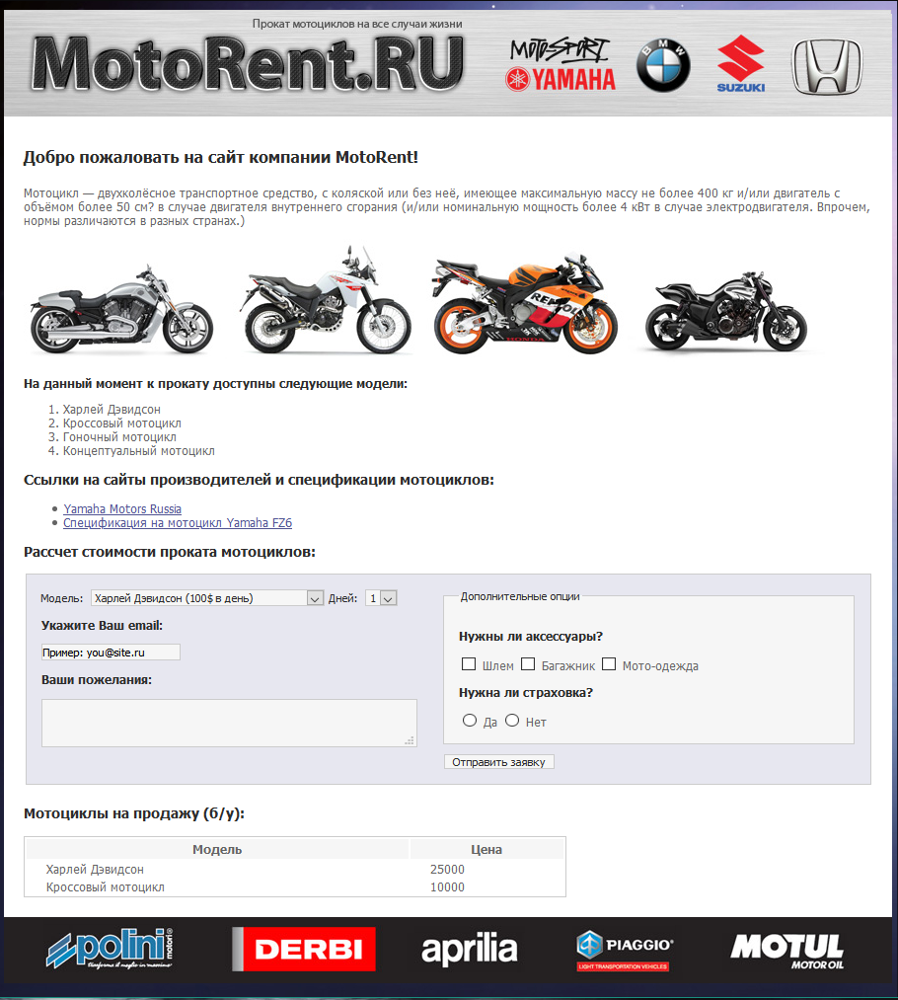 Прокат мотоциклов на все случаи жизни
MotoRent.RU
MOTOSPORT
YAMAHA
BMW
SUZUKI
Добро пожаловать на сайт компании MotoRent!
Мотоцикл — двухколёсное транспортное средство, с коляской или без неё, имеющее максимальную массу не более 400 кг и/или двигатель с
объёмом более 50 см? в случае двигателя внутреннего сгорания (и/или номинальную мощность более 4 кВт в случае электродвигателя. Впрочем,
нормы различаются в разных странах.)
REPSOL
HONDA
На данный момент к прокату доступны следующие модели:
1. Харлей Дэвидсон
2. Кроссовый мотоцикл
3. Гоночный мотоцикл
4. Концептуальный мотоцикл
Ссылки на сайты производителей и спецификации мотоциклов:
• Yamaha Motors Russia
• Спецификация на мотоцикл Yamaha FZ6
Рассчет стоимости проката мотоциклов:
Модель: Харлей Дэвидсон (100$ в день) Дней: 1
Укажите Ваш email:
Пример: you@site.ru
Ваши пожелания:
Дополнительные опции
Нужны ли аксессуары?
Шлем Багажник Мото-одежда
Нужна ли страховка?
Да Нет
Отправить заявку
Мотоциклы на продажу (б/у):
Модель Цена
Харлей Дэвидсон 25000
Кроссовый мотоцикл 10000
polini motori®
Trasforma il meglio in massimo
DERBI
aprilia
PIAGGIO®
LIGHT TRANSPORTATION VEHICLES
MOTUL
MOTOR OIL